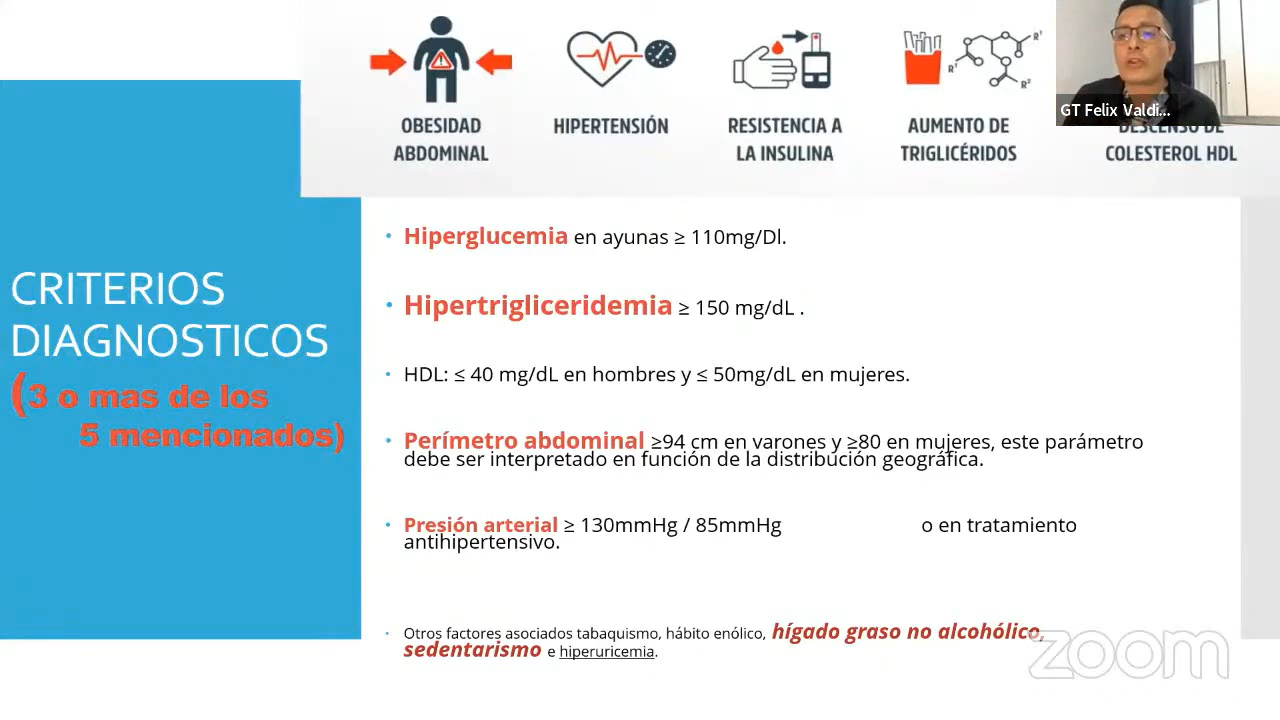 OBESIDAD
ABDOMINAL
HIPERTENSIÓN
RESISTENCIA A
LA INSULINA
AUMENTO DE
TRIGLICÉRIDOS
DESCENSO DE
COLESTEROL HDL
R¹
R¹
R²
GT Felix Valdi...
CRITERIOS
DIAGNOSTICOS
(3 o mas de los
5 mencionados)
• Hiperglucemia en ayunas ≥ 110mg/Dl.
• Hipertrigliceridemia ≥ 150 mg/dL .
• HDL: ≤ 40 mg/dL en hombres y ≤ 50mg/dL en mujeres.
• Perímetro abdominal ≥94 cm en varones y ≥80 en mujeres, este parámetro
debe ser interpretado en función de la distribución geográfica.
• Presión arterial ≥ 130mmHg / 85mmHg o en tratamiento
antihipertensivo.
• Otros factores asociados tabaquismo, hábito enólico, hígado graso no alcohólico,
sedentarismo e hiperuricemia.
zoom